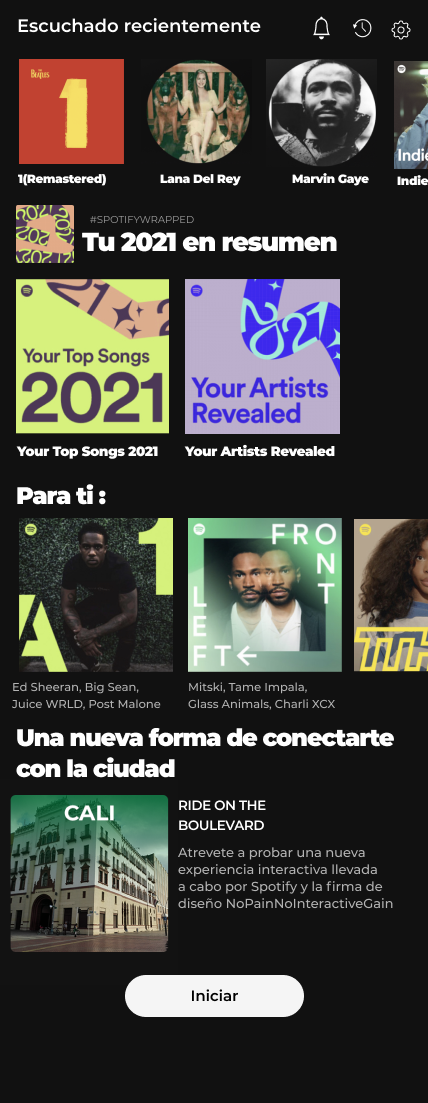 Escuchado recientemente
THE BEATLES
1
Indie
1(Remastered)
Lana Del Rey
Marvin Gaye
Indie
#SPOTIFYWRAPPED
Tu 2021 en resumen
21
Your Top Songs
2021
2021
Your Artists
Revealed
Your Top Songs 2021
Your Artists Revealed
Para ti :
1
A
FRONT
LEFT
Ed Sheeran, Big Sean,
Juice WRLD, Post Malone
Mitski, Tame Impala,
Glass Animals, Charli XCX
Una nueva forma de conectarte
con la ciudad
CALI
RIDE ON THE
BOULEVARD
Atrevete a probar una nueva
experiencia interactiva llevada
a cabo por Spotify y la firma de
diseño NoPainNoInteractiveGain
Iniciar